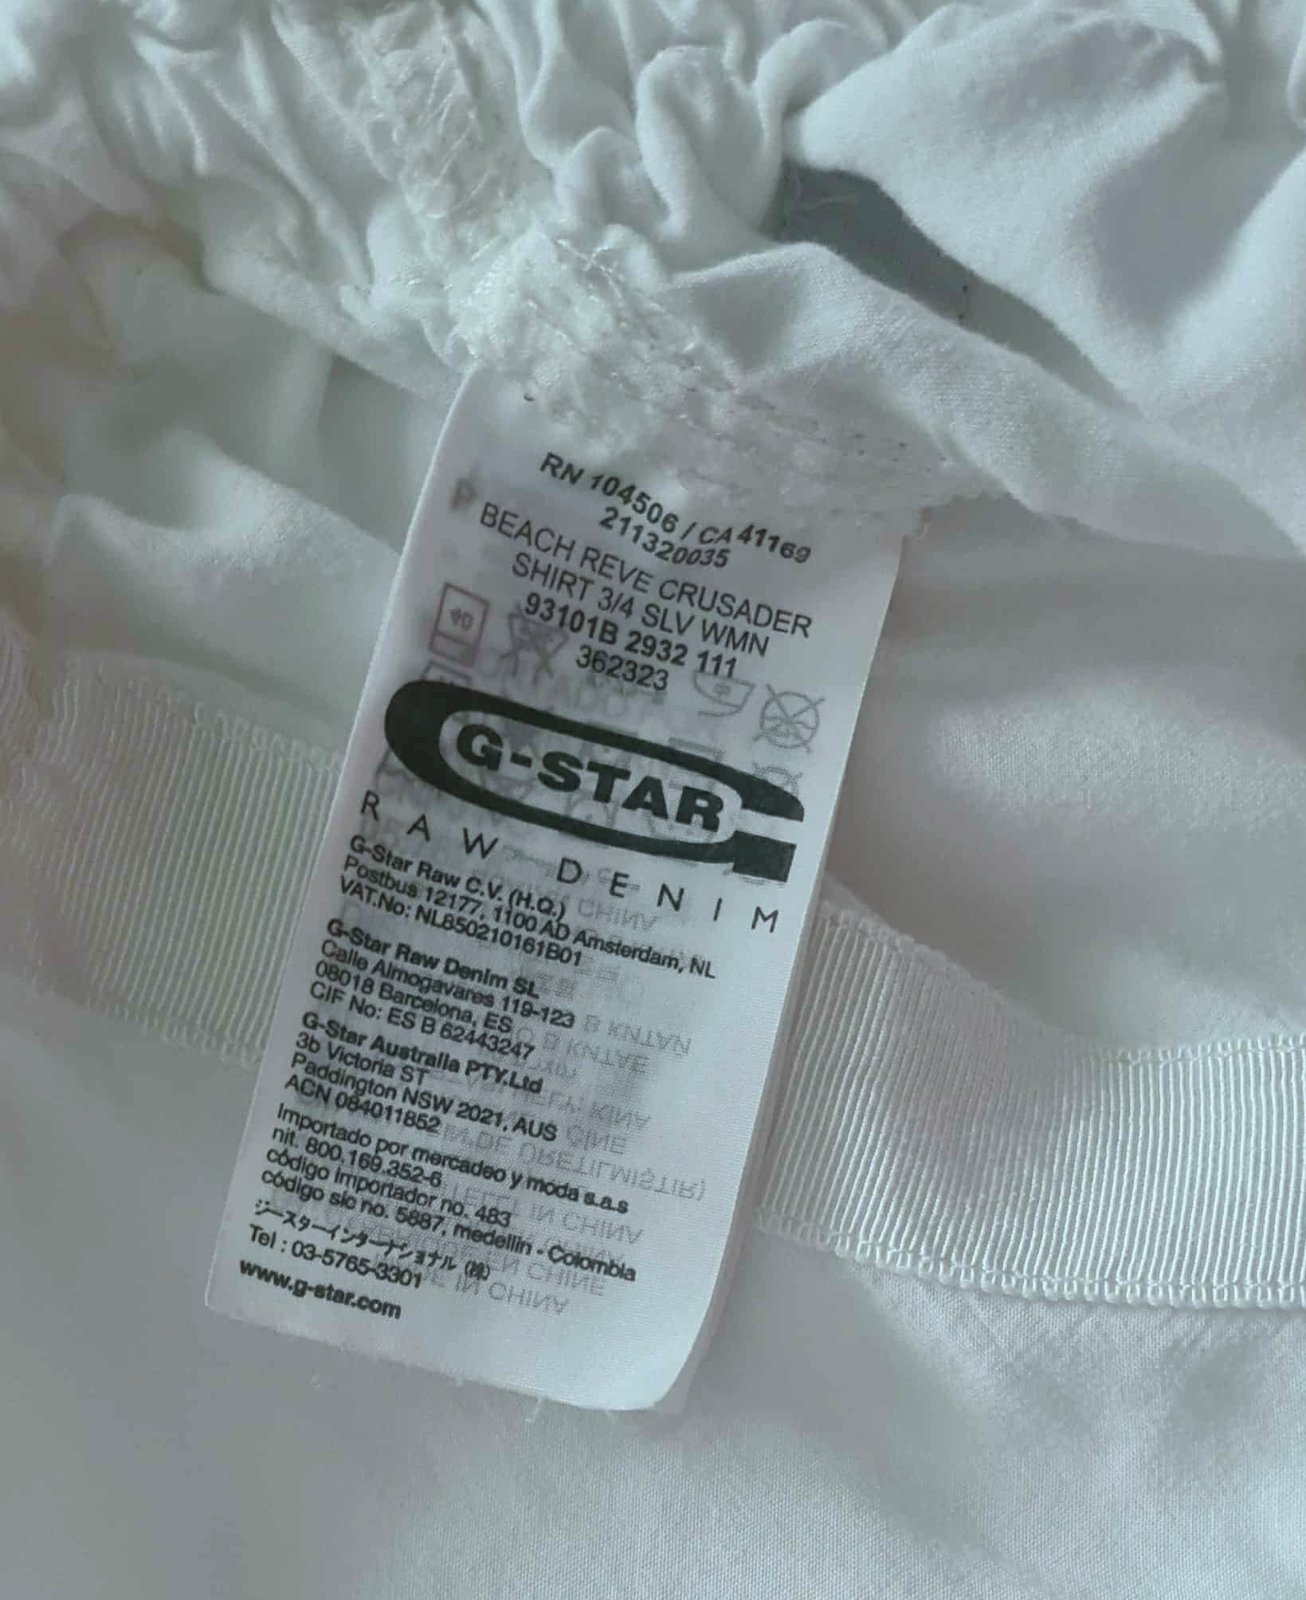 RN 104506 / CA 41169
211320035
P BEACH REVE CRUSADER
SHIRT 3/4 SLV WMN
93101B 2932 111
362323
G-STAR
RAW DENIM
G-Star Raw C.V. (H.Q.)
Postbus 12177, 1100 AD Amsterdam, NL
VAT.No: NL850210161B01
G-Star Raw Denim SL
Calle Almogavares 119-123
08018 Barcelona, ES
CIF No: ES B 62443247
G-Star Australia PTY.Ltd
3b Victoria ST
Paddington NSW 2021, AUS
ACN 084011852
Importado por mercadeo y moda s.a.s
nit. 800.169.352-6
código importador no. 483
código sic no. 5887, medellin - Colombia
ジースターインターナショナル (株)
Tel : 03-5765-3301
www.g-star.com